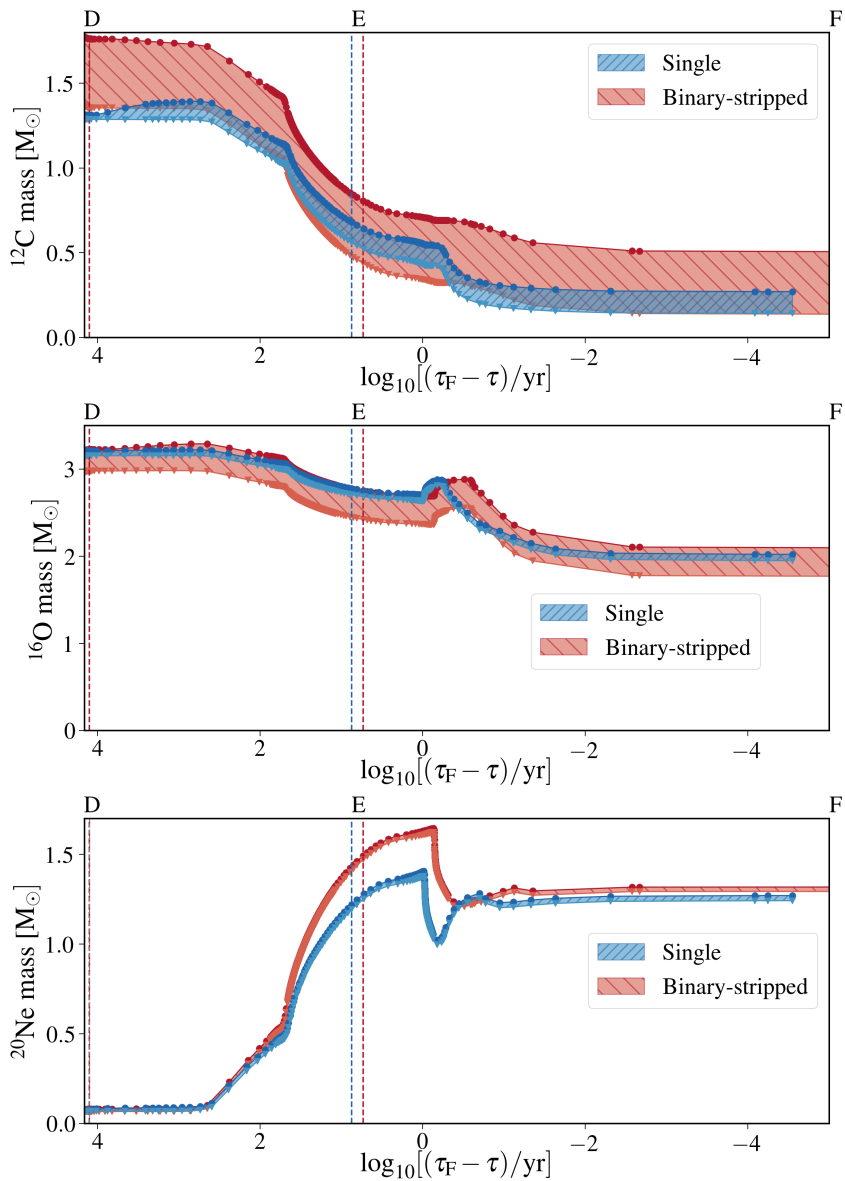 D E F
¹²C mass [M☉]
1.5
1.0
0.5
0.0
Single
Binary-stripped
4 2 0 −2 −4
log₁₀[(τF − τ)/yr]
D E F
¹⁶O mass [M☉]
3
2
1
0
Single
Binary-stripped
4 2 0 −2 −4
log₁₀[(τF − τ)/yr]
D E F
²⁰Ne mass [M☉]
1.5
1.0
0.5
0.0
Single
Binary-stripped
4 2 0 −2 −4
log₁₀[(τF − τ)/yr]